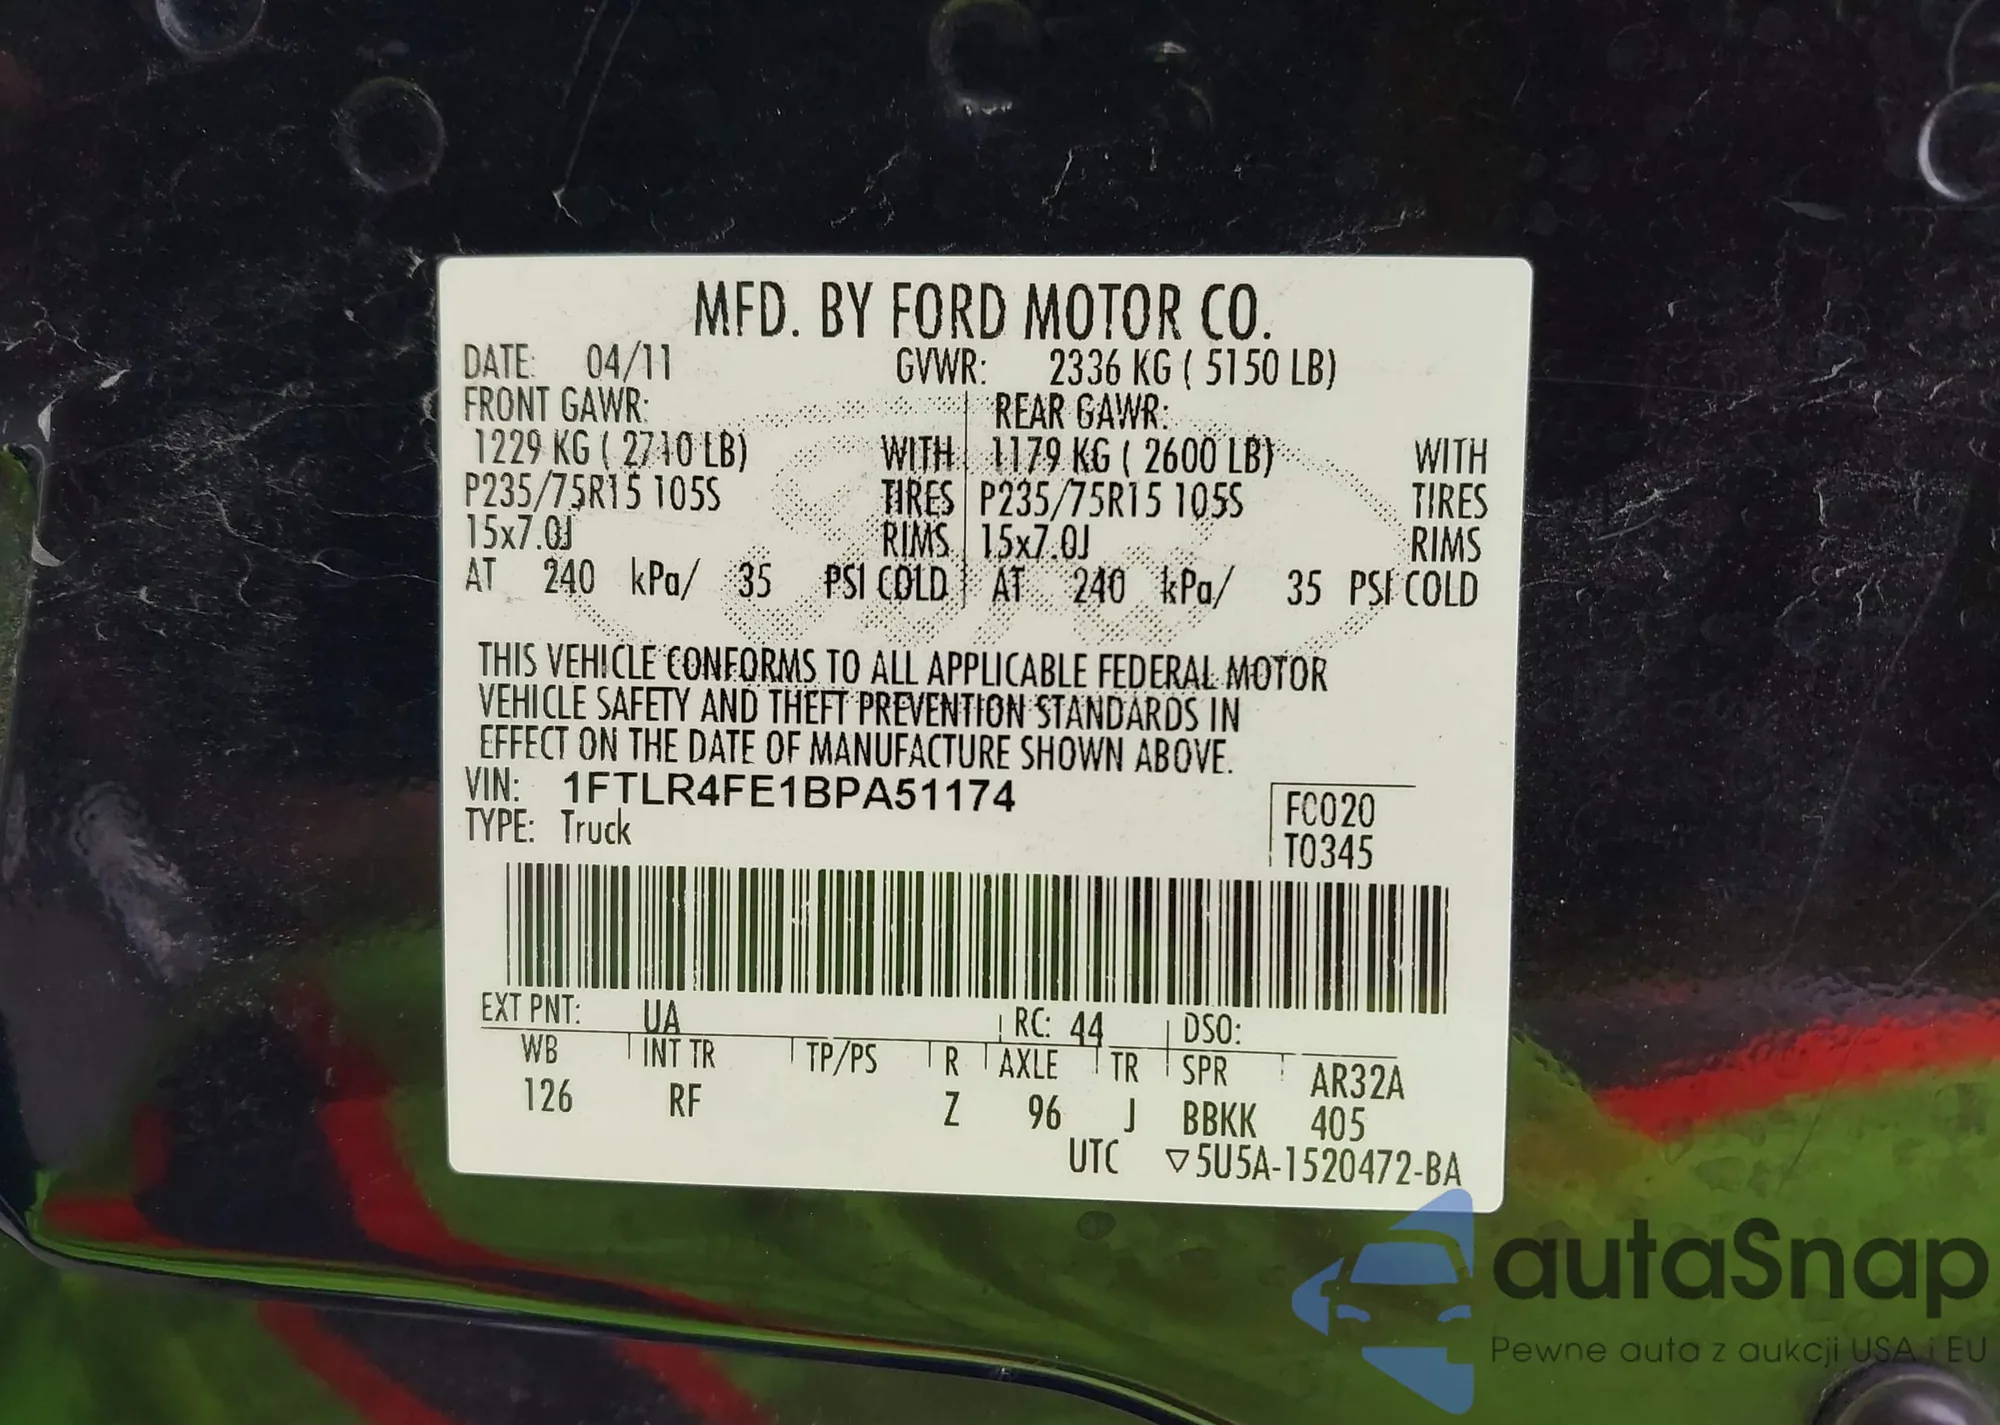 MFD. BY FORD MOTOR CO.
DATE: 04/11 GVWR: 2336 KG ( 5150 LB)
FRONT GAWR: REAR GAWR:
1229 KG ( 2710 LB) WITH 1179 KG ( 2600 LB) WITH
P235/75R15 105S TIRES P235/75R15 105S TIRES
15x7.0J RIMS 15x7.0J RIMS
AT 240 kPa/ 35 PSI COLD AT 240 kPa/ 35 PSI COLD
THIS VEHICLE CONFORMS TO ALL APPLICABLE FEDERAL MOTOR
VEHICLE SAFETY AND THEFT PREVENTION STANDARDS IN
EFFECT ON THE DATE OF MANUFACTURE SHOWN ABOVE.
VIN: 1FTLR4FE1BPA51174 FC020
TYPE: Truck T0345
EXT PNT: UA RC: 44 DSO:
WB INT TR TP/PS R AXLE TR SPR AR32A
126 RF Z 96 J BBKK 405
UTC ▽5U5A-1520472-BA
autaSnap
Pewne auta z aukcji USA i EU